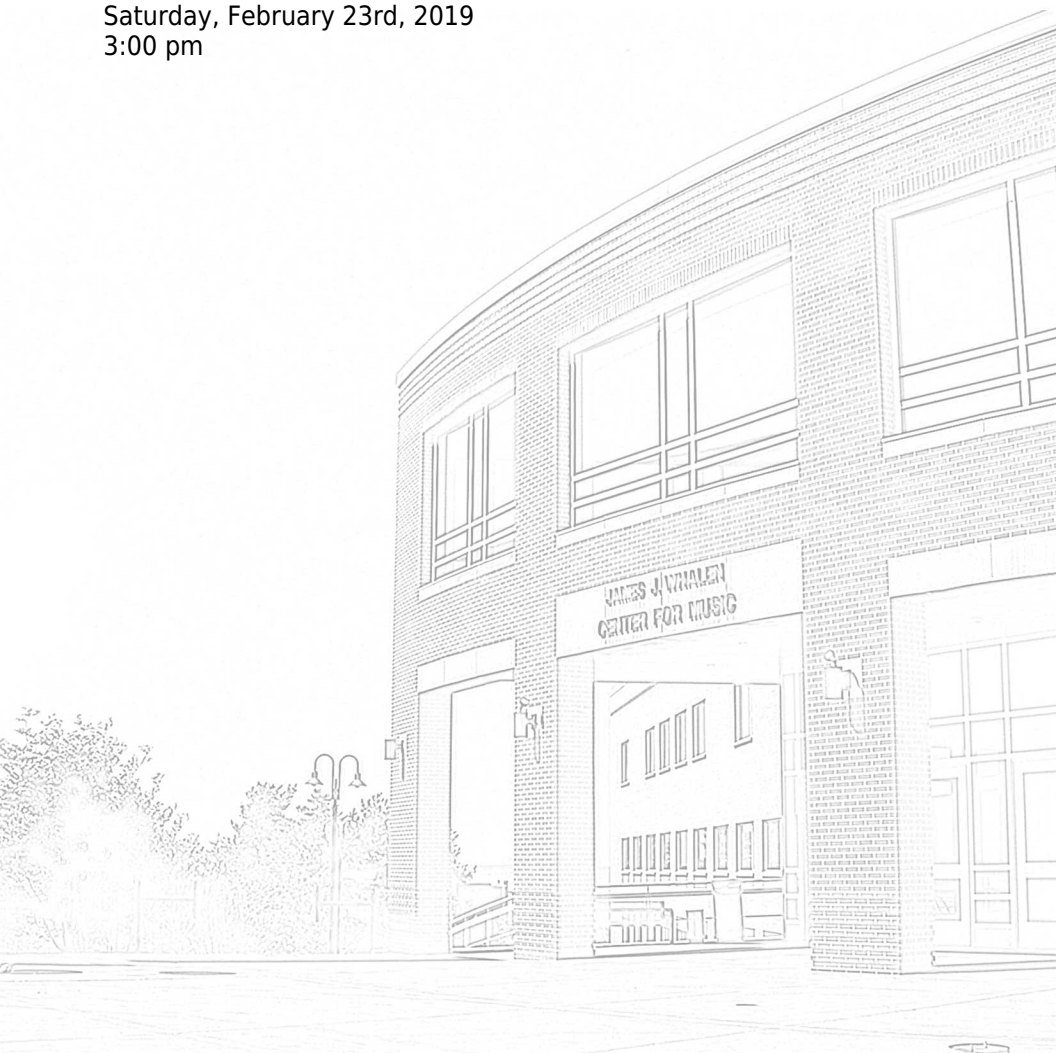 Saturday, February 23rd, 2019
3:00 pm
JAMES J. WHALEN
CENTER FOR MUSIC